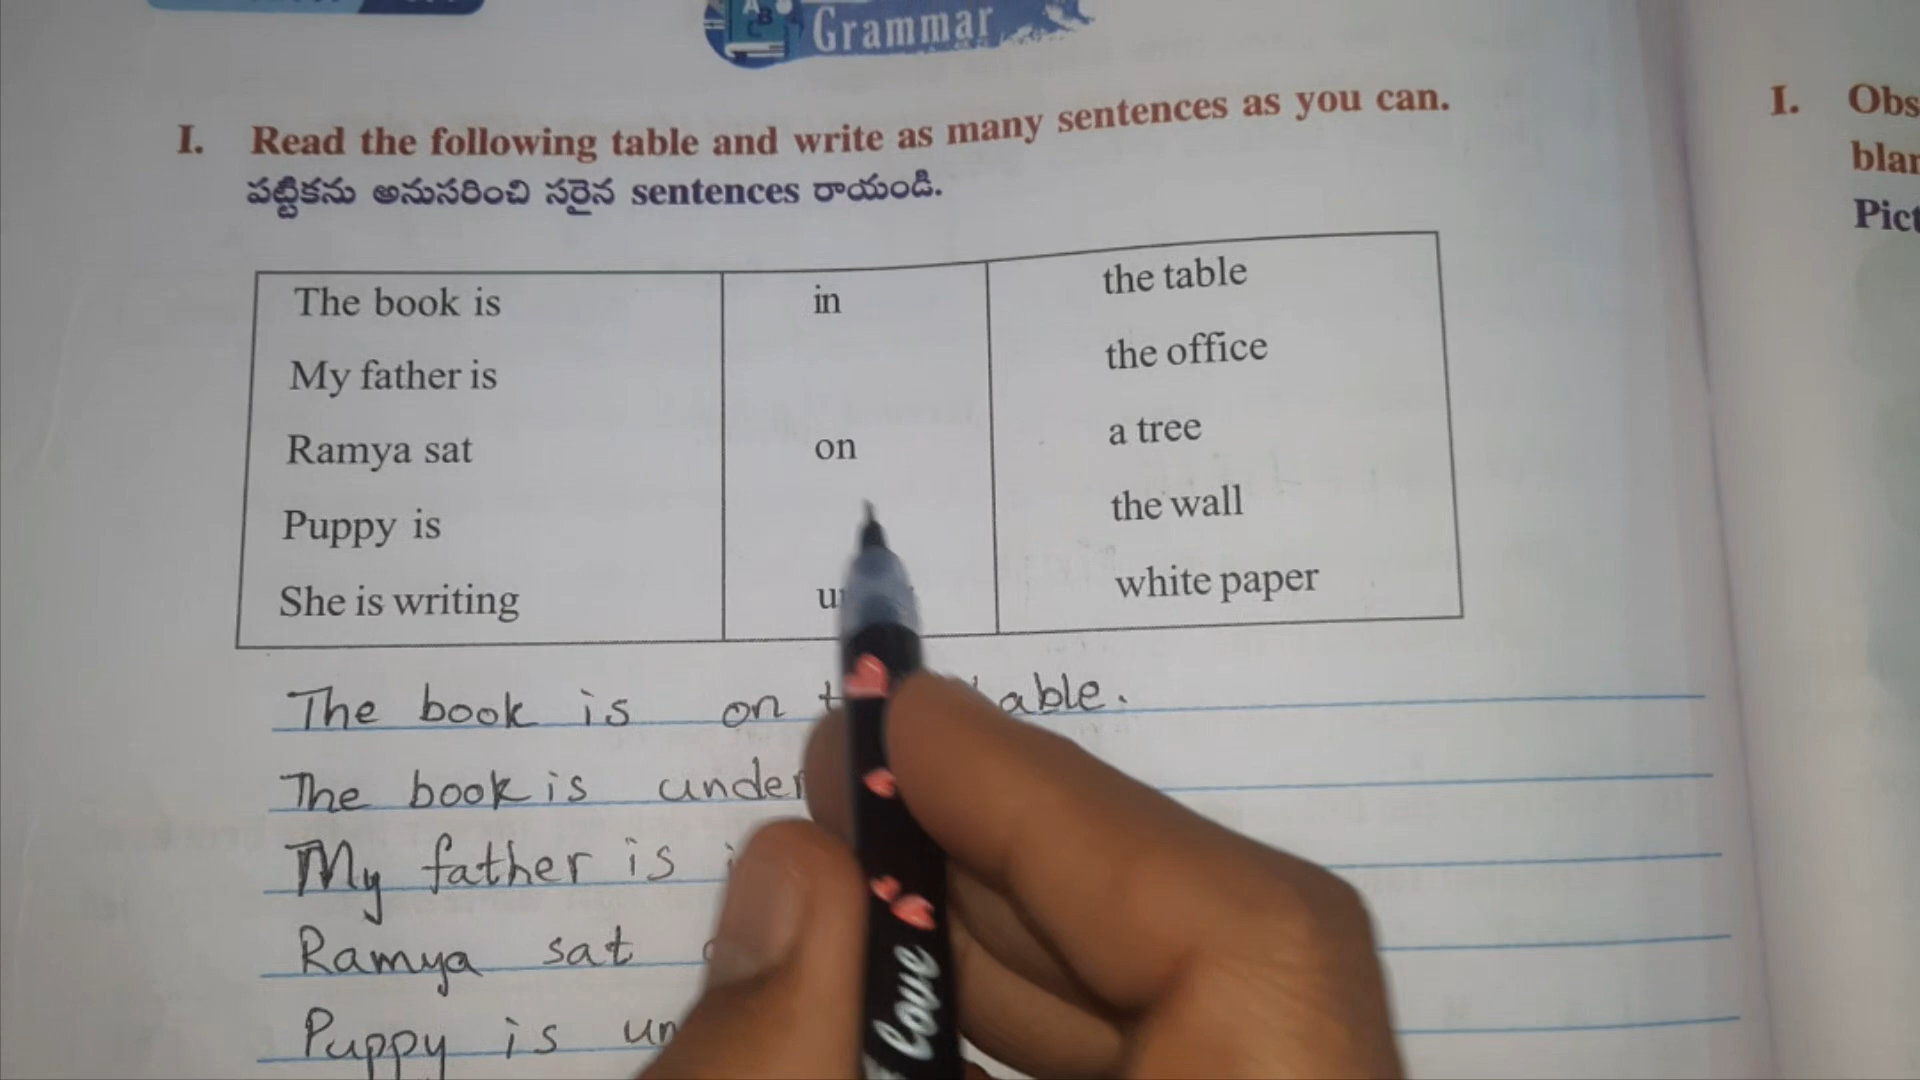 Grammar
I. Read the following table and write as many sentences as you can.
పట్టికను అనుసరించి సరైన sentences రాయండి.
The book is in the table
My father is the office
Ramya sat on a tree
Puppy is the wall
She is writing white paper
The book is on table.
The book is under
My father is
Ramya sat
Puppy is
love
I. Obs
blan
Pict